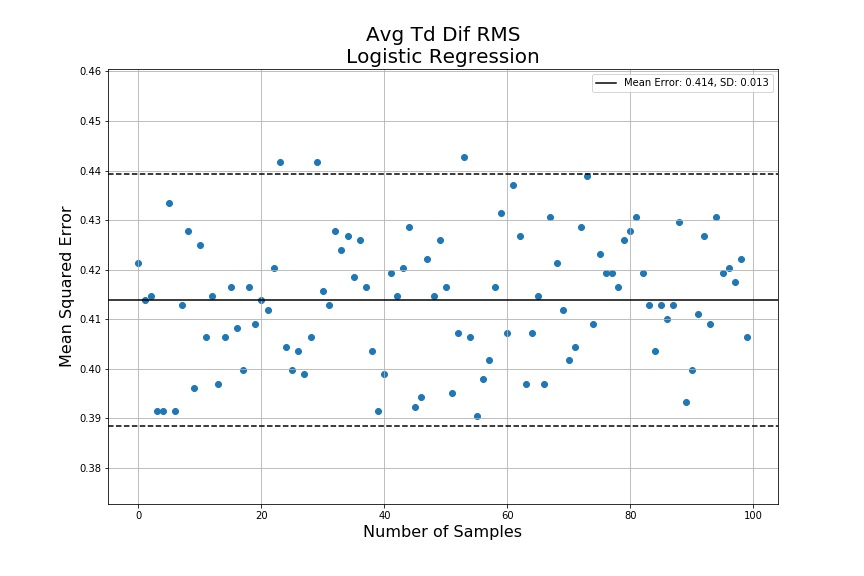 Avg Td Dif RMS
Logistic Regression
Mean Error: 0.414, SD: 0.013
Mean Squared Error
0.46
0.45
0.44
0.43
0.42
0.41
0.40
0.39
0.38
0 20 40 60 80 100
Number of Samples